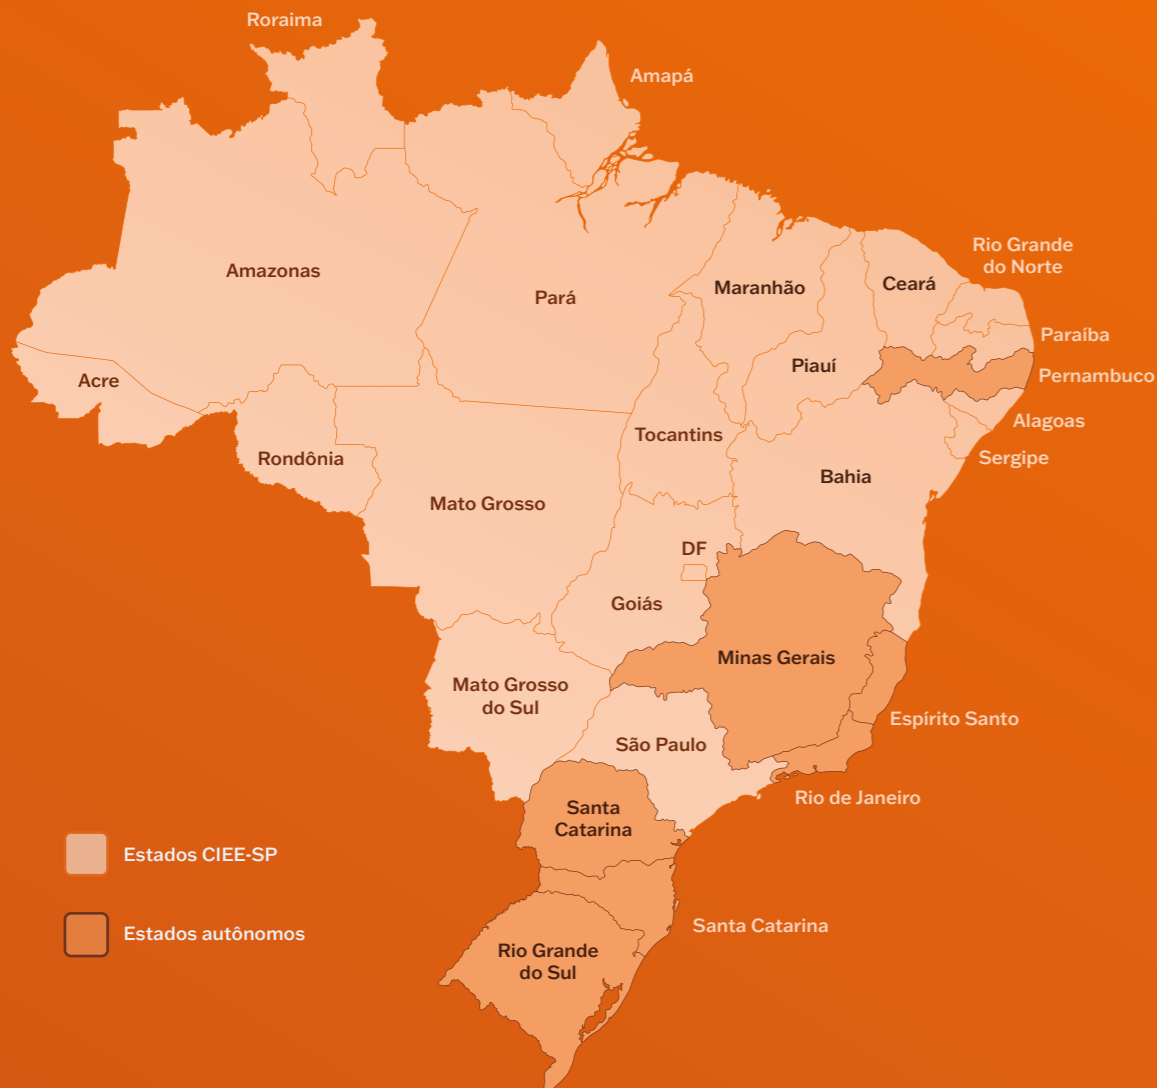 Roraima
Amapá
Rio Grande
do Norte
Amazonas
Pará
Maranhão
Ceará
Paraíba
Piauí
Pernambuco
Acre
Alagoas
Tocantins
Sergipe
Rondônia
Bahia
Mato Grosso
DF
Goiás
Minas Gerais
Mato Grosso
do Sul
Espírito Santo
São Paulo
Rio de Janeiro
Santa
Catarina
Estados CIEE-SP
Santa Catarina
Estados autônomos
Rio Grande
do Sul